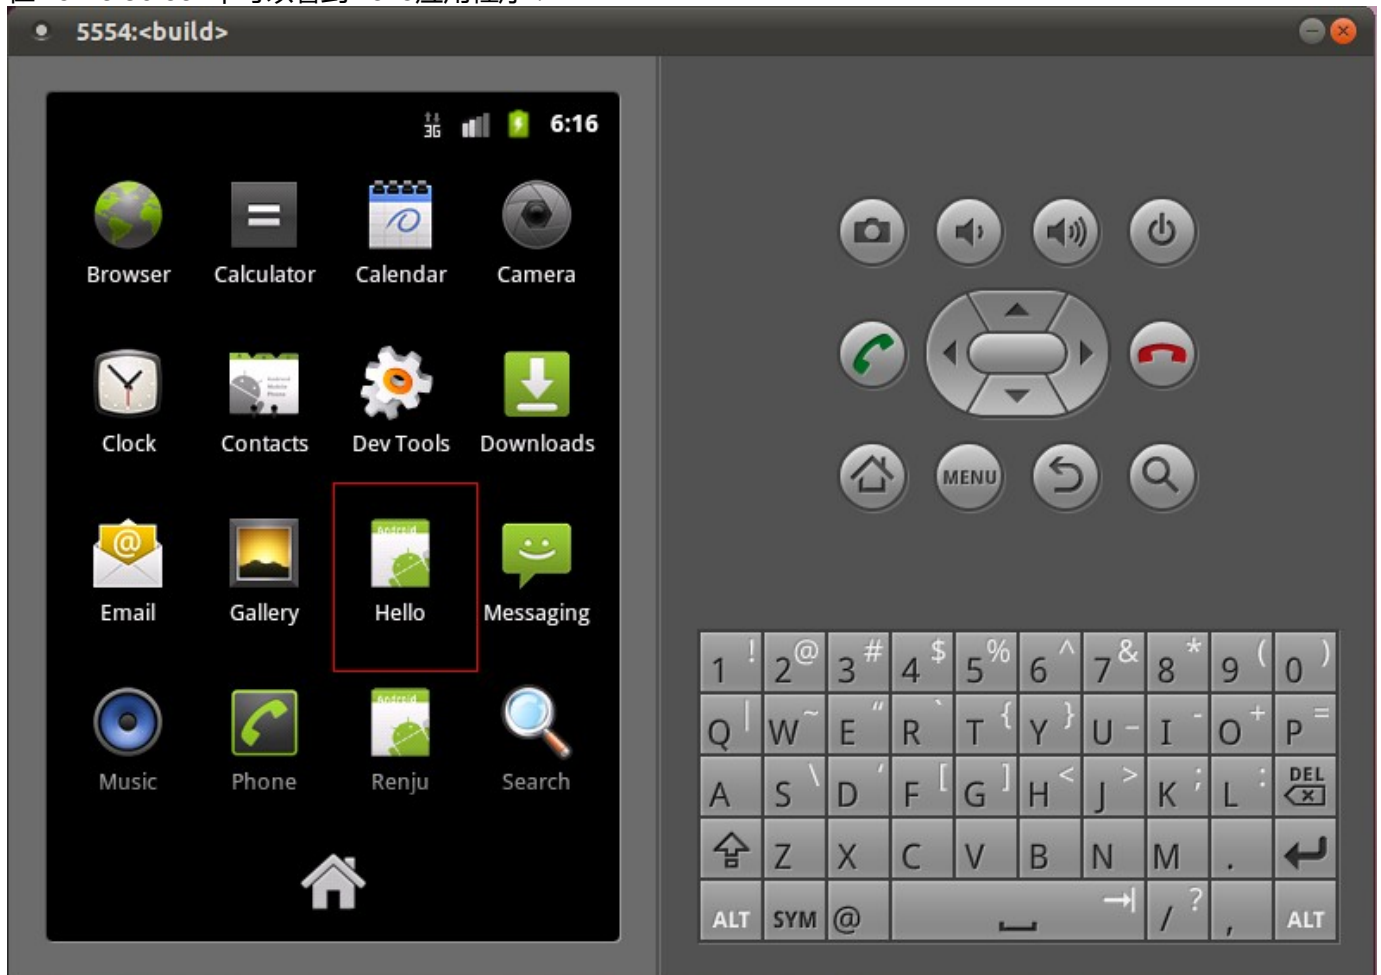 5554:<build>
3G 6:16
Browser Calculator Calendar Camera
Clock Contacts Dev Tools Downloads
Email Gallery Hello Messaging
Music Phone Renju Search
MENU
1 ! 2 @ 3 # 4 $ 5 % 6 ^ 7 & 8 * 9 ( 0 )
Q | W ~ E “ R ` T { Y } U _ I - O + P =
A S \ D ‘ F [ G ] H < J > K ; L : DEL
Z X C V B N M .
ALT SYM @ / ? , ALT